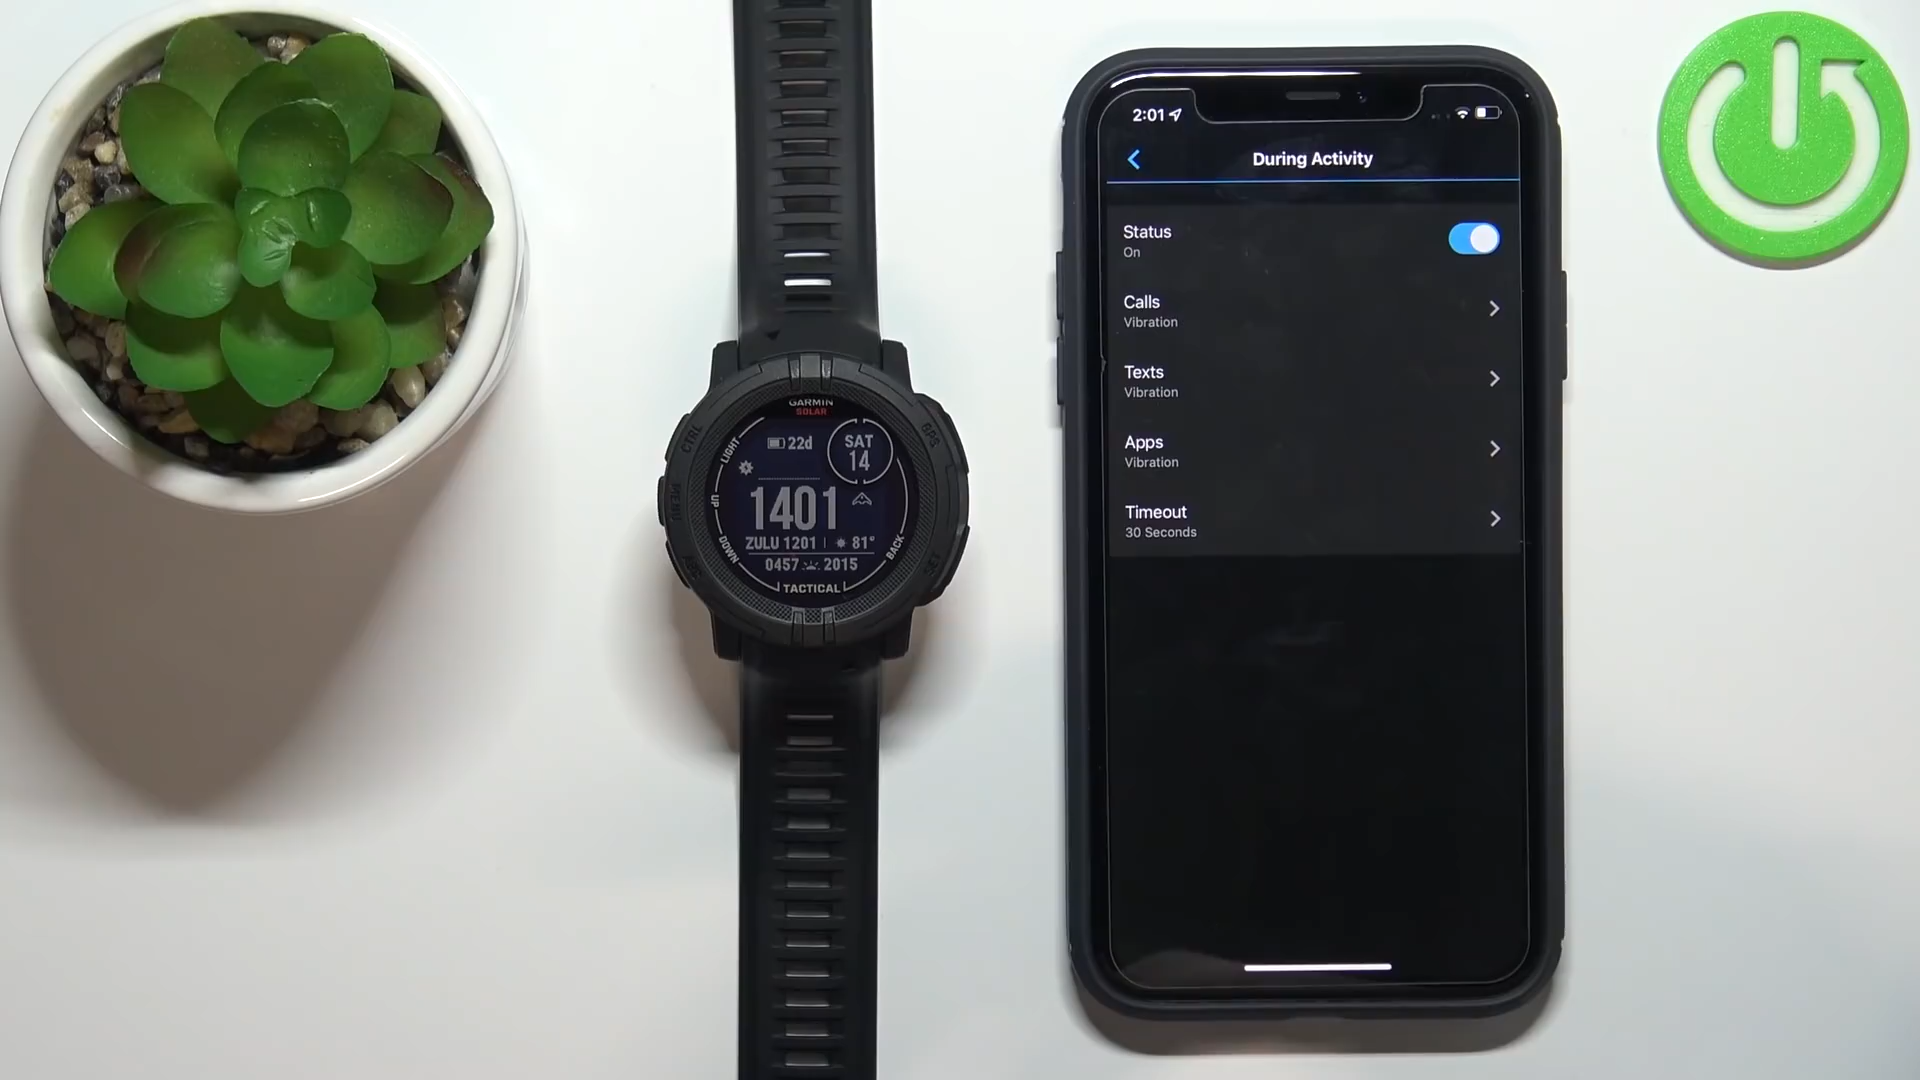 GARMIN
SOLAR
CTRL
GPS
LIGHT
22d
SAT
14
MENU
UP
1401
DOWN
ZULU 1201
81°
BACK
0457
2015
ABC
SET
TACTICAL
2:01
During Activity
Status
On
Calls
Vibration
Texts
Vibration
Apps
Vibration
Timeout
30 Seconds